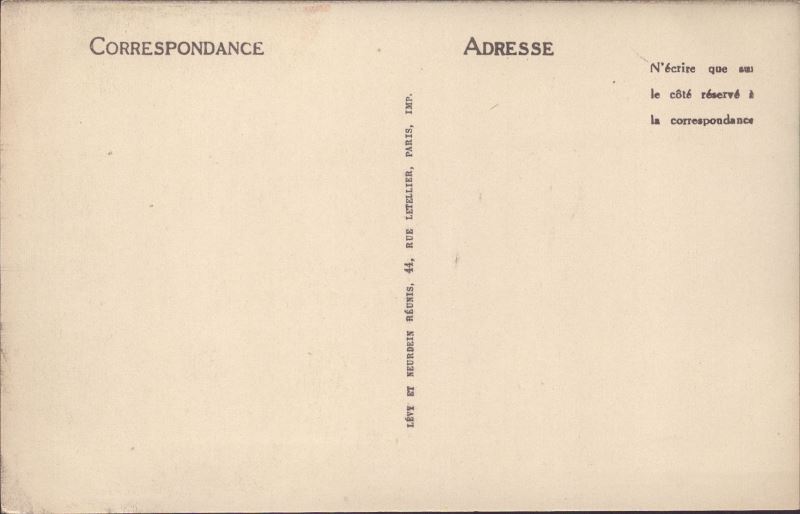 CORRESPONDANCE
ADRESSE
N'écrire que sur
le côté réservé à
la correspondance
LÉVY ET NEURDEIN RÉUNIS, 44, RUE LETELLIER, PARIS, IMP.